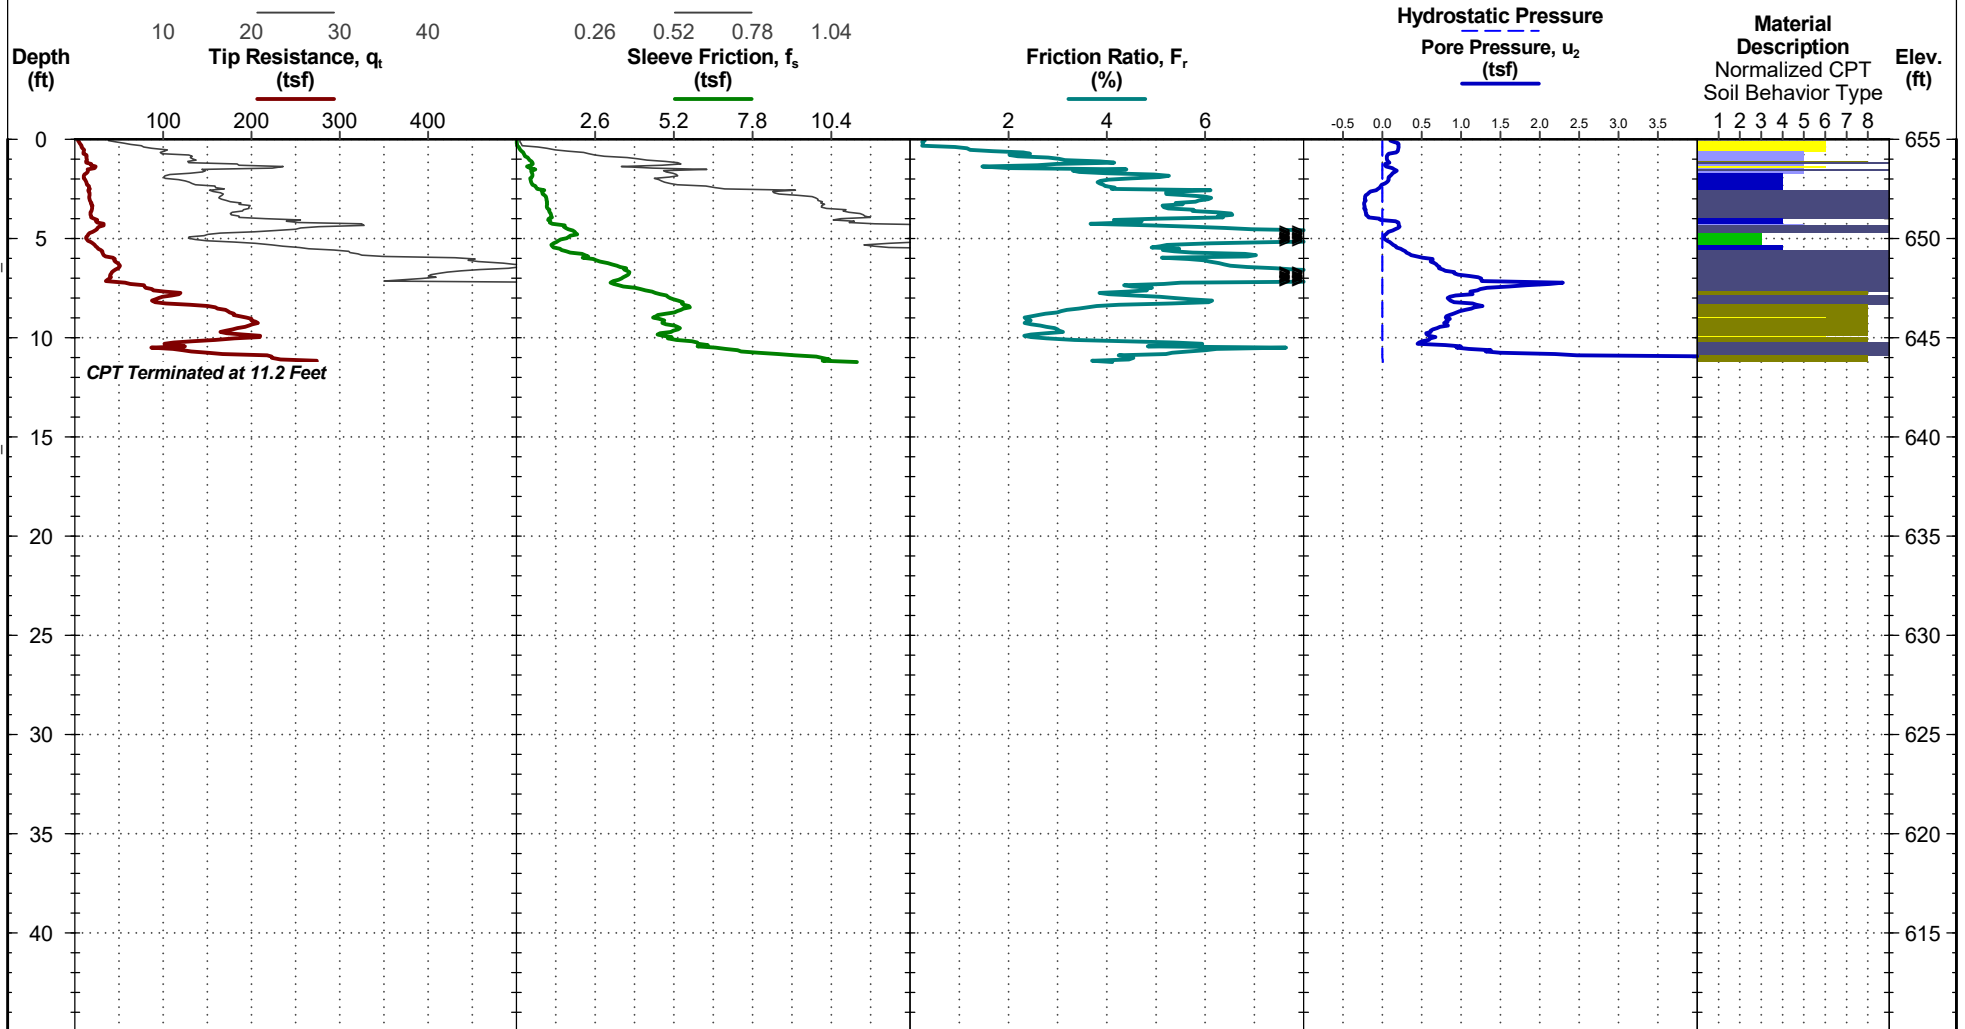 10 20 30 40
0.26 0.52 0.78 1.04
Hydrostatic Pressure
Depth
(ft)
Tip Resistance, qt
(tsf)
Sleeve Friction, fs
(tsf)
Friction Ratio, Fr
(%)
Pore Pressure, u2
(tsf)
Material
Description
Normalized CPT
Soil Behavior Type
Elev.
(ft)
100 200 300 400
2.6 5.2 7.8 10.4
2 4 6
-0.5 0.0 0.5 1.0 1.5 2.0 2.5 3.0 3.5
1 2 3 4 5 6 7 8
0 655
5 650
10 645
CPT Terminated at 11.2 Feet
15 640
20 635
25 630
30 625
35 620
40 615